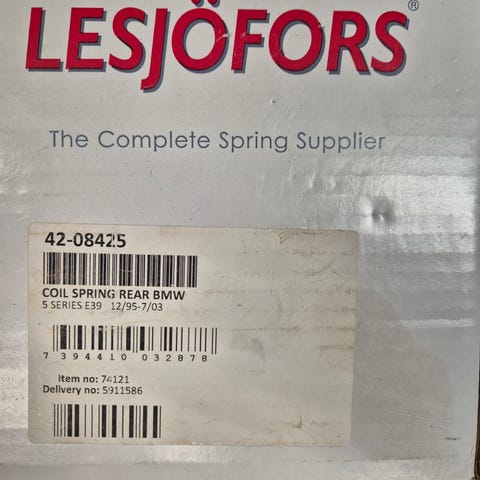 LESJÖFORS®
The Complete Spring Supplier
42-08425
COIL SPRING REAR BMW
5 SERIES E39 12/95-7/03
7 394410 032878
Item no: 74121
Delivery no: 5911586